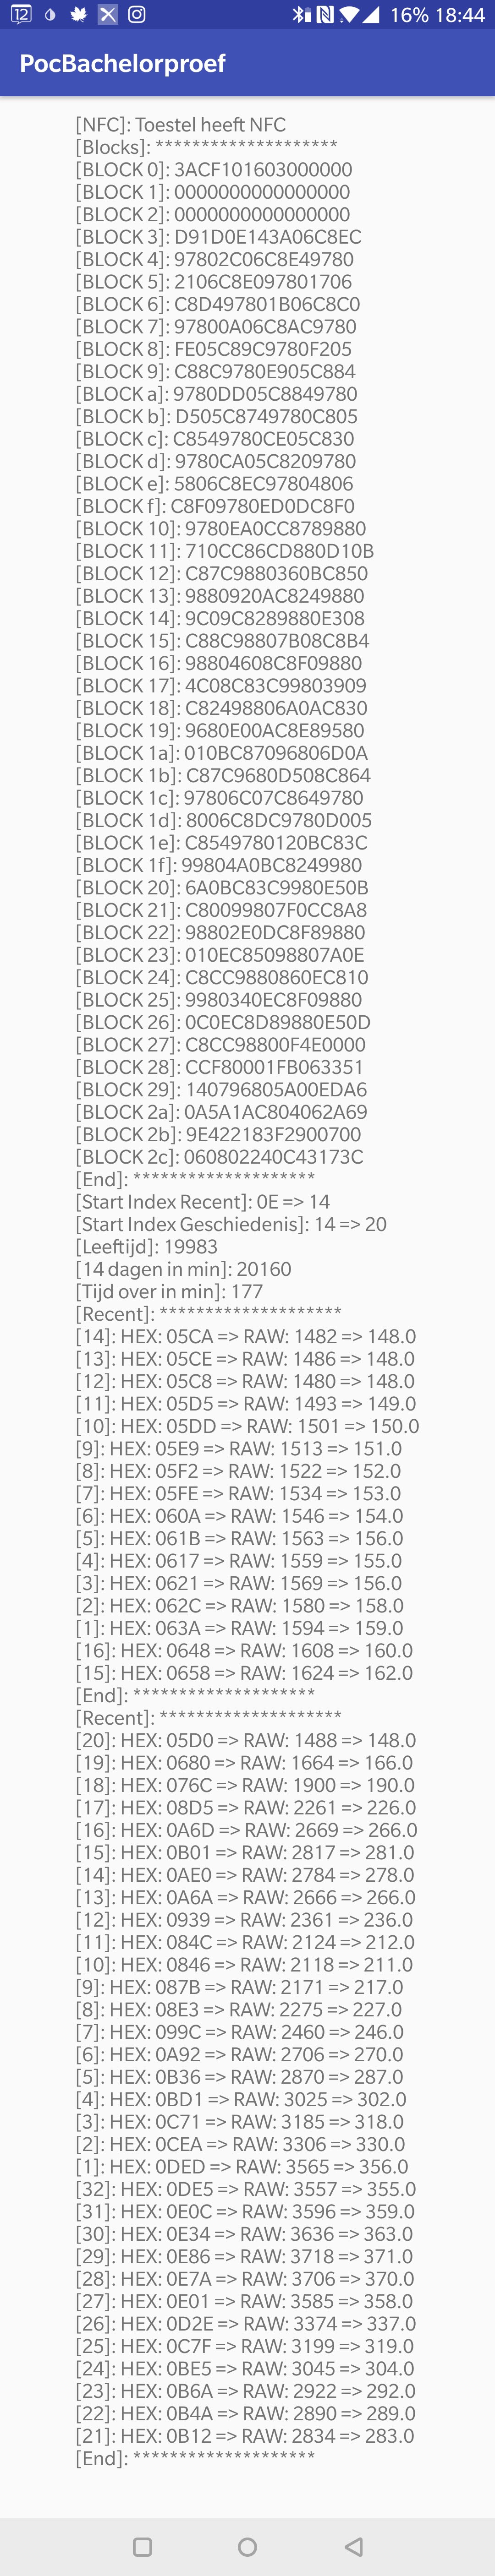 12
16% 18:44
PocBachelorproef
[NFC]: Toestel heeft NFC
[Blocks]: ********************
[BLOCK 0]: 3ACF101603000000
[BLOCK 1]: 0000000000000000
[BLOCK 2]: 0000000000000000
[BLOCK 3]: D91D0E143A06C8EC
[BLOCK 4]: 97802C06C8E49780
[BLOCK 5]: 2106C8E097801706
[BLOCK 6]: C8D497801B06C8C0
[BLOCK 7]: 97800A06C8AC9780
[BLOCK 8]: FE05C89C9780F205
[BLOCK 9]: C88C9780E905C884
[BLOCK a]: 9780DD05C8849780
[BLOCK b]: D505C8749780C805
[BLOCK c]: C8549780CE05C830
[BLOCK d]: 9780CA05C8209780
[BLOCK e]: 5806C8EC97804806
[BLOCK f]: C8F09780ED0DC8F0
[BLOCK 10]: 9780EA0CC8789880
[BLOCK 11]: 710CC86CD880D10B
[BLOCK 12]: C87C9880360BC850
[BLOCK 13]: 9880920AC8249880
[BLOCK 14]: 9C09C8289880E308
[BLOCK 15]: C88C98807B08C8B4
[BLOCK 16]: 98804608C8F09880
[BLOCK 17]: 4C08C83C99803909
[BLOCK 18]: C82498806A0AC830
[BLOCK 19]: 9680E00AC8E89580
[BLOCK 1a]: 010BC87096806D0A
[BLOCK 1b]: C87C9680D508C864
[BLOCK 1c]: 97806C07C8649780
[BLOCK 1d]: 8006C8DC9780D005
[BLOCK 1e]: C8549780120BC83C
[BLOCK 1f]: 99804A0BC8249980
[BLOCK 20]: 6A0BC83C9980E50B
[BLOCK 21]: C80099807F0CC8A8
[BLOCK 22]: 98802E0DC8F89880
[BLOCK 23]: 010EC85098807A0E
[BLOCK 24]: C8CC9880860EC810
[BLOCK 25]: 9980340EC8F09880
[BLOCK 26]: 0C0EC8D89880E50D
[BLOCK 27]: C8CC98800F4E0000
[BLOCK 28]: CCF80001FB063351
[BLOCK 29]: 140796805A00EDA6
[BLOCK 2a]: 0A5A1AC804062A69
[BLOCK 2b]: 9E422183F2900700
[BLOCK 2c]: 060802240C43173C
[End]: ********************
[Start Index Recent]: 0E => 14
[Start Index Geschiedenis]: 14 => 20
[Leeftijd]: 19983
[14 dagen in min]: 20160
[Tijd over in min]: 177
[Recent]: ********************
[14]: HEX: 05CA => RAW: 1482 => 148.0
[13]: HEX: 05CE => RAW: 1486 => 148.0
[12]: HEX: 05C8 => RAW: 1480 => 148.0
[11]: HEX: 05D5 => RAW: 1493 => 149.0
[10]: HEX: 05DD => RAW: 1501 => 150.0
[9]: HEX: 05E9 => RAW: 1513 => 151.0
[8]: HEX: 05F2 => RAW: 1522 => 152.0
[7]: HEX: 05FE => RAW: 1534 => 153.0
[6]: HEX: 060A => RAW: 1546 => 154.0
[5]: HEX: 061B => RAW: 1563 => 156.0
[4]: HEX: 0617 => RAW: 1559 => 155.0
[3]: HEX: 0621 => RAW: 1569 => 156.0
[2]: HEX: 062C => RAW: 1580 => 158.0
[1]: HEX: 063A => RAW: 1594 => 159.0
[16]: HEX: 0648 => RAW: 1608 => 160.0
[15]: HEX: 0658 => RAW: 1624 => 162.0
[End]: ********************
[Recent]: ********************
[20]: HEX: 05D0 => RAW: 1488 => 148.0
[19]: HEX: 0680 => RAW: 1664 => 166.0
[18]: HEX: 076C => RAW: 1900 => 190.0
[17]: HEX: 08D5 => RAW: 2261 => 226.0
[16]: HEX: 0A6D => RAW: 2669 => 266.0
[15]: HEX: 0B01 => RAW: 2817 => 281.0
[14]: HEX: 0AE0 => RAW: 2784 => 278.0
[13]: HEX: 0A6A => RAW: 2666 => 266.0
[12]: HEX: 0939 => RAW: 2361 => 236.0
[11]: HEX: 084C => RAW: 2124 => 212.0
[10]: HEX: 0846 => RAW: 2118 => 211.0
[9]: HEX: 087B => RAW: 2171 => 217.0
[8]: HEX: 08E3 => RAW: 2275 => 227.0
[7]: HEX: 099C => RAW: 2460 => 246.0
[6]: HEX: 0A92 => RAW: 2706 => 270.0
[5]: HEX: 0B36 => RAW: 2870 => 287.0
[4]: HEX: 0BD1 => RAW: 3025 => 302.0
[3]: HEX: 0C71 => RAW: 3185 => 318.0
[2]: HEX: 0CEA => RAW: 3306 => 330.0
[1]: HEX: 0DED => RAW: 3565 => 356.0
[32]: HEX: 0DE5 => RAW: 3557 => 355.0
[31]: HEX: 0E0C => RAW: 3596 => 359.0
[30]: HEX: 0E34 => RAW: 3636 => 363.0
[29]: HEX: 0E86 => RAW: 3718 => 371.0
[28]: HEX: 0E7A => RAW: 3706 => 370.0
[27]: HEX: 0E01 => RAW: 3585 => 358.0
[26]: HEX: 0D2E => RAW: 3374 => 337.0
[25]: HEX: 0C7F => RAW: 3199 => 319.0
[24]: HEX: 0BE5 => RAW: 3045 => 304.0
[23]: HEX: 0B6A => RAW: 2922 => 292.0
[22]: HEX: 0B4A => RAW: 2890 => 289.0
[21]: HEX: 0B12 => RAW: 2834 => 283.0
[End]: ********************